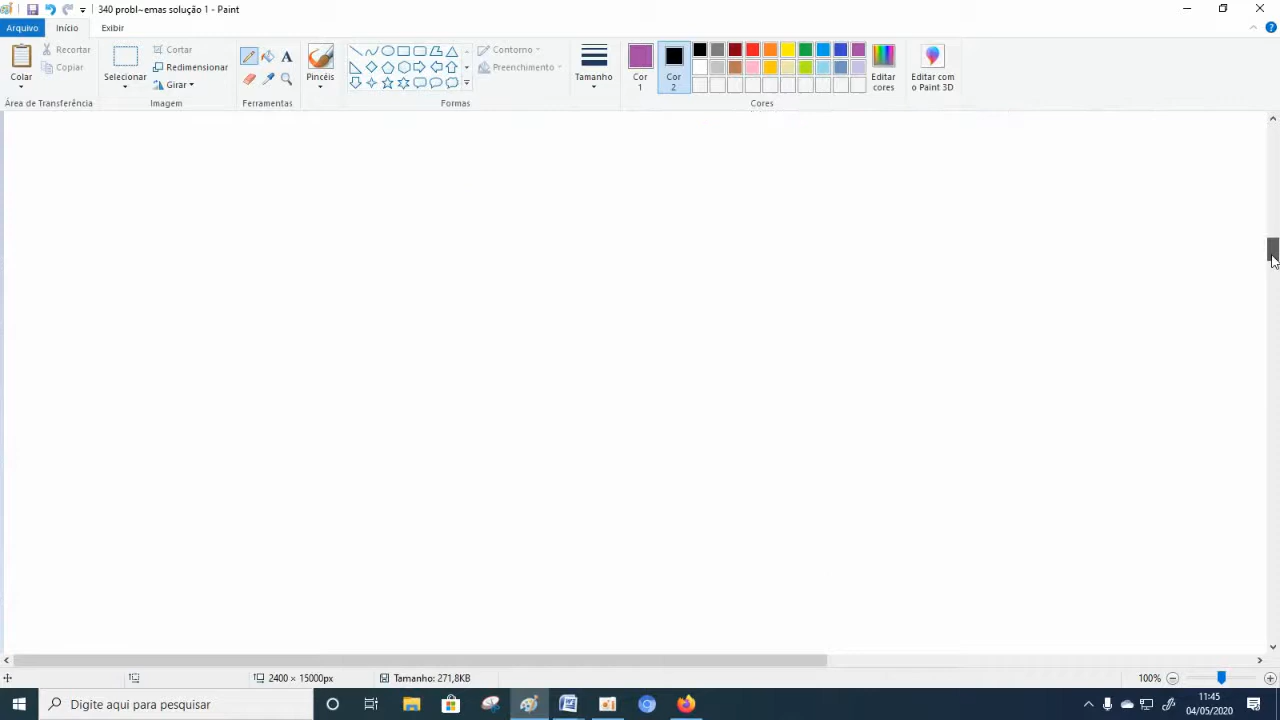 340 probl~emas solução 1 - Paint
Arquivo
Início
Exibir
Colar
Recortar
Copiar
Área de Transferência
Selecionar
Cortar
Redimensionar
Girar
Imagem
A
Ferramentas
Pincéis
Contorno
Preenchimento
Formas
Tamanho
Cor
1
Cor
2
Cores
Editar
cores
Editar com
o Paint 3D
2400 × 15000px
Tamanho: 271,8KB
100%
Digite aqui para pesquisar
11:45
04/05/2020